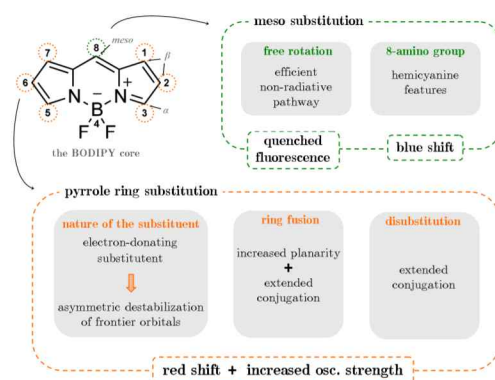 meso substitution
free rotation
efficient
non-radiative
pathway
8-amino group
hemicyanine
features
quenched
fluorescence
blue shift
8
meso
7
1
β
6
2
+
N
N
−
B
5
4
3
α
F
F
the BODIPY core
pyrrole ring substitution
nature of the substituent
electron-donating
substitutent
asymmetric destabilization
of frontier orbitals
ring fusion
increased planarity
+
extended
conjugation
disubstitution
extended
conjugation
red shift + increased osc. strength